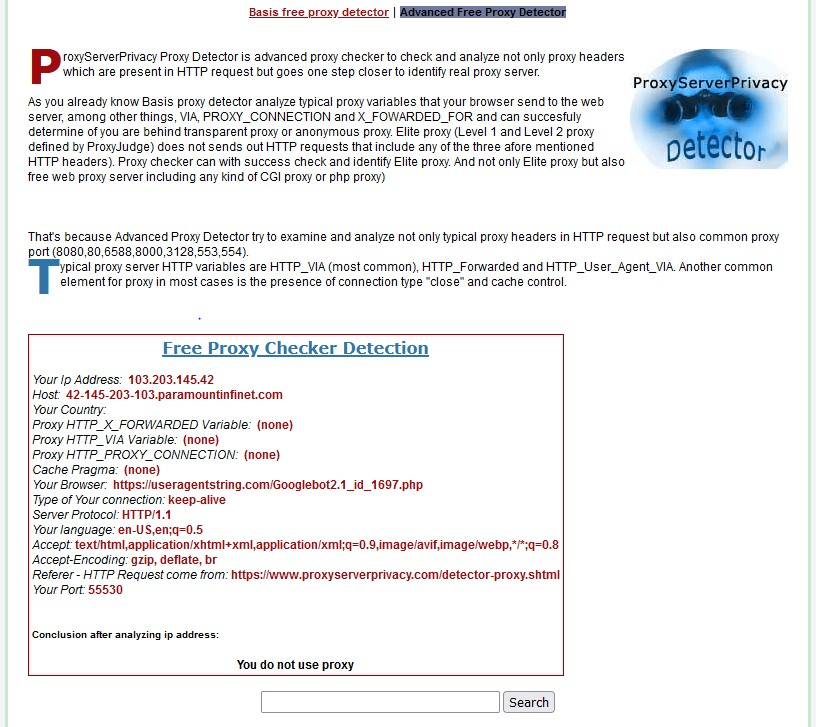 Basis free proxy detector | Advanced Free Proxy Detector
ProxyServerPrivacy Proxy Detector is advanced proxy checker to check and analyze not only proxy headers
which are present in HTTP request but goes one step closer to identify real proxy server.
ProxyServerPrivacy
Detector
As you already know Basis proxy detector analyze typical proxy variables that your browser send to the web
server, among other things, VIA, PROXY_CONNECTION and X_FOWARDED_FOR and can succesfuly
determine of you are behind transparent proxy or anonymous proxy. Elite proxy (Level 1 and Level 2 proxy
defined by ProxyJudge) does not sends out HTTP requests that include any of the three afore mentioned
HTTP headers). Proxy checker can with success check and identify Elite proxy. And not only Elite proxy but also
free web proxy server including any kind of CGI proxy or php proxy)
That's because Advanced Proxy Detector try to examine and analyze not only typical proxy headers in HTTP request but also common proxy
port (8080,80,6588,8000,3128,553,554).
Typical proxy server HTTP variables are HTTP_VIA (most common), HTTP_Forwarded and HTTP_User_Agent_VIA. Another common
element for proxy in most cases is the presence of connection type "close" and cache control.
.
Free Proxy Checker Detection
Your Ip Address: 103.203.145.42
Host: 42-145-203-103.paramountinfinet.com
Your Country:
Proxy HTTP_X_FORWARDED Variable: (none)
Proxy HTTP_VIA Variable: (none)
Proxy HTTP_PROXY_CONNECTION: (none)
Cache Pragma: (none)
Your Browser: https://useragentstring.com/Googlebot2.1_id_1697.php
Type of Your connection: keep-alive
Server Protocol: HTTP/1.1
Your language: en-US,en;q=0.5
Accept: text/html,application/xhtml+xml,application/xml;q=0.9,image/avif,image/webp,*/*;q=0.8
Accept-Encoding: gzip, deflate, br
Referer - HTTP Request come from: https://www.proxyserverprivacy.com/detector-proxy.shtml
Your Port: 55530
Conclusion after analyzing ip address:
You do not use proxy
Search